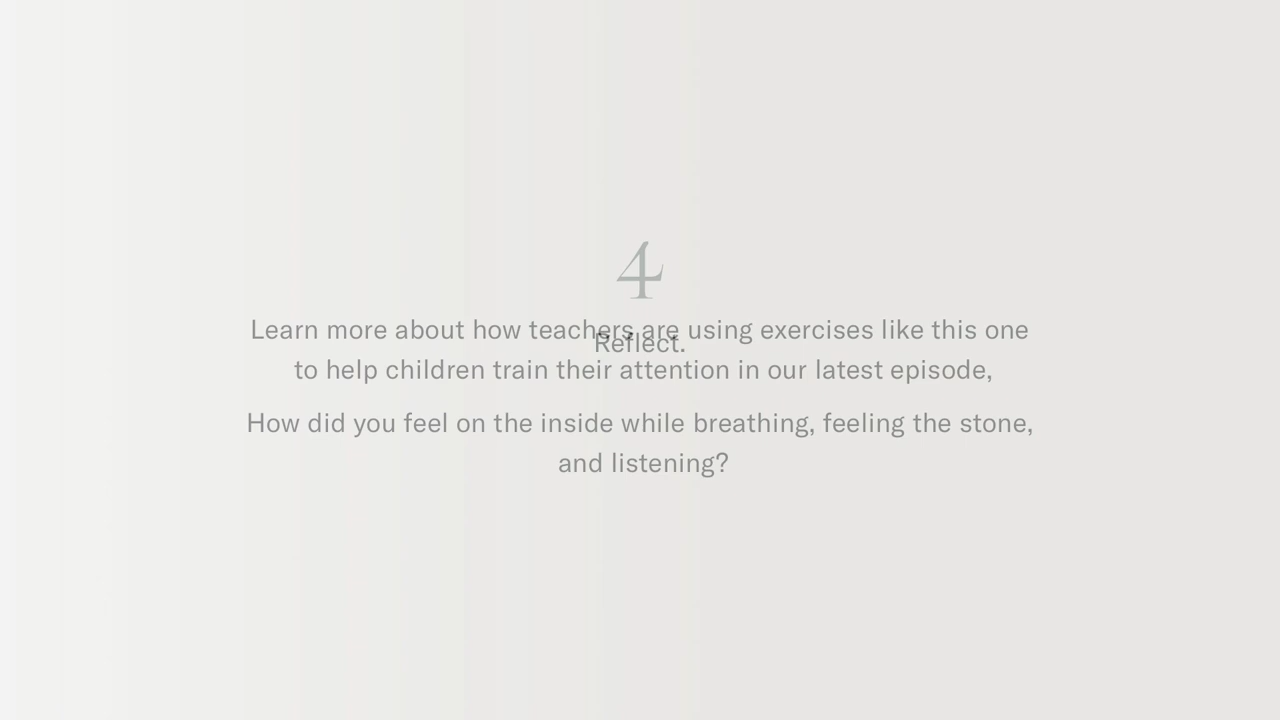 4
Learn more about how teachers are using exercises like this one
Reflect.
to help children train their attention in our latest episode,
How did you feel on the inside while breathing, feeling the stone,
and listening?